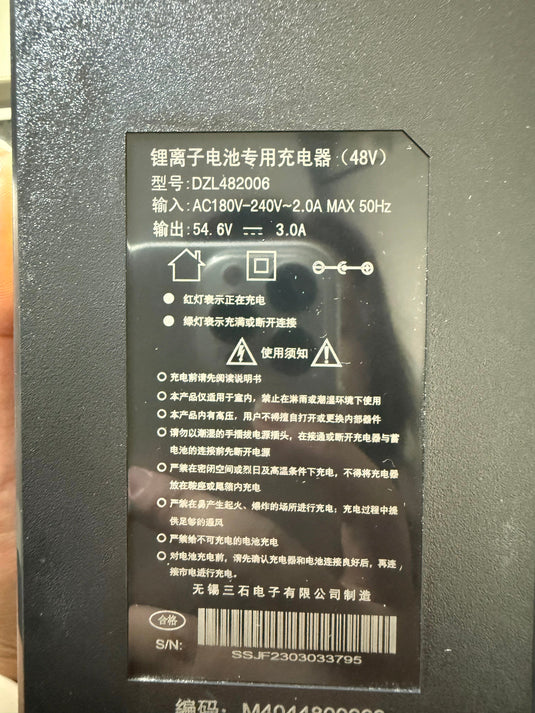 锂离子电池专用充电器（48V）
型号:DZL482006
输入:AC180V-240V~2.0A MAX 50Hz
输出:54.6V ⎓ 3.0A
红灯表示正在充电
绿灯表示充满或断开连接
使用须知
充电前请先阅读说明书
本产品仅适用于室内，禁止在淋雨或潮湿环境下使用
本产品内有高压，用户不得擅自打开或更换内部器件
请勿以潮湿的手插拔电源插头，在接通或断开充电器与蓄
电池的连接前先断开电源
严禁在密闭空间或烈日及高温条件下充电，不得将充电器
放在鞍座或尾箱内充电
严禁在易产生起火、爆炸的场所进行充电；充电过程中提
供足够的通风
严禁给不可充电的电池充电
对电池充电前，请先确认充电器和电池连接良好后，再连
接市电进行充电。
无锡三石电子有限公司制造
合格
S/N:
SSJF2303033795
编码: